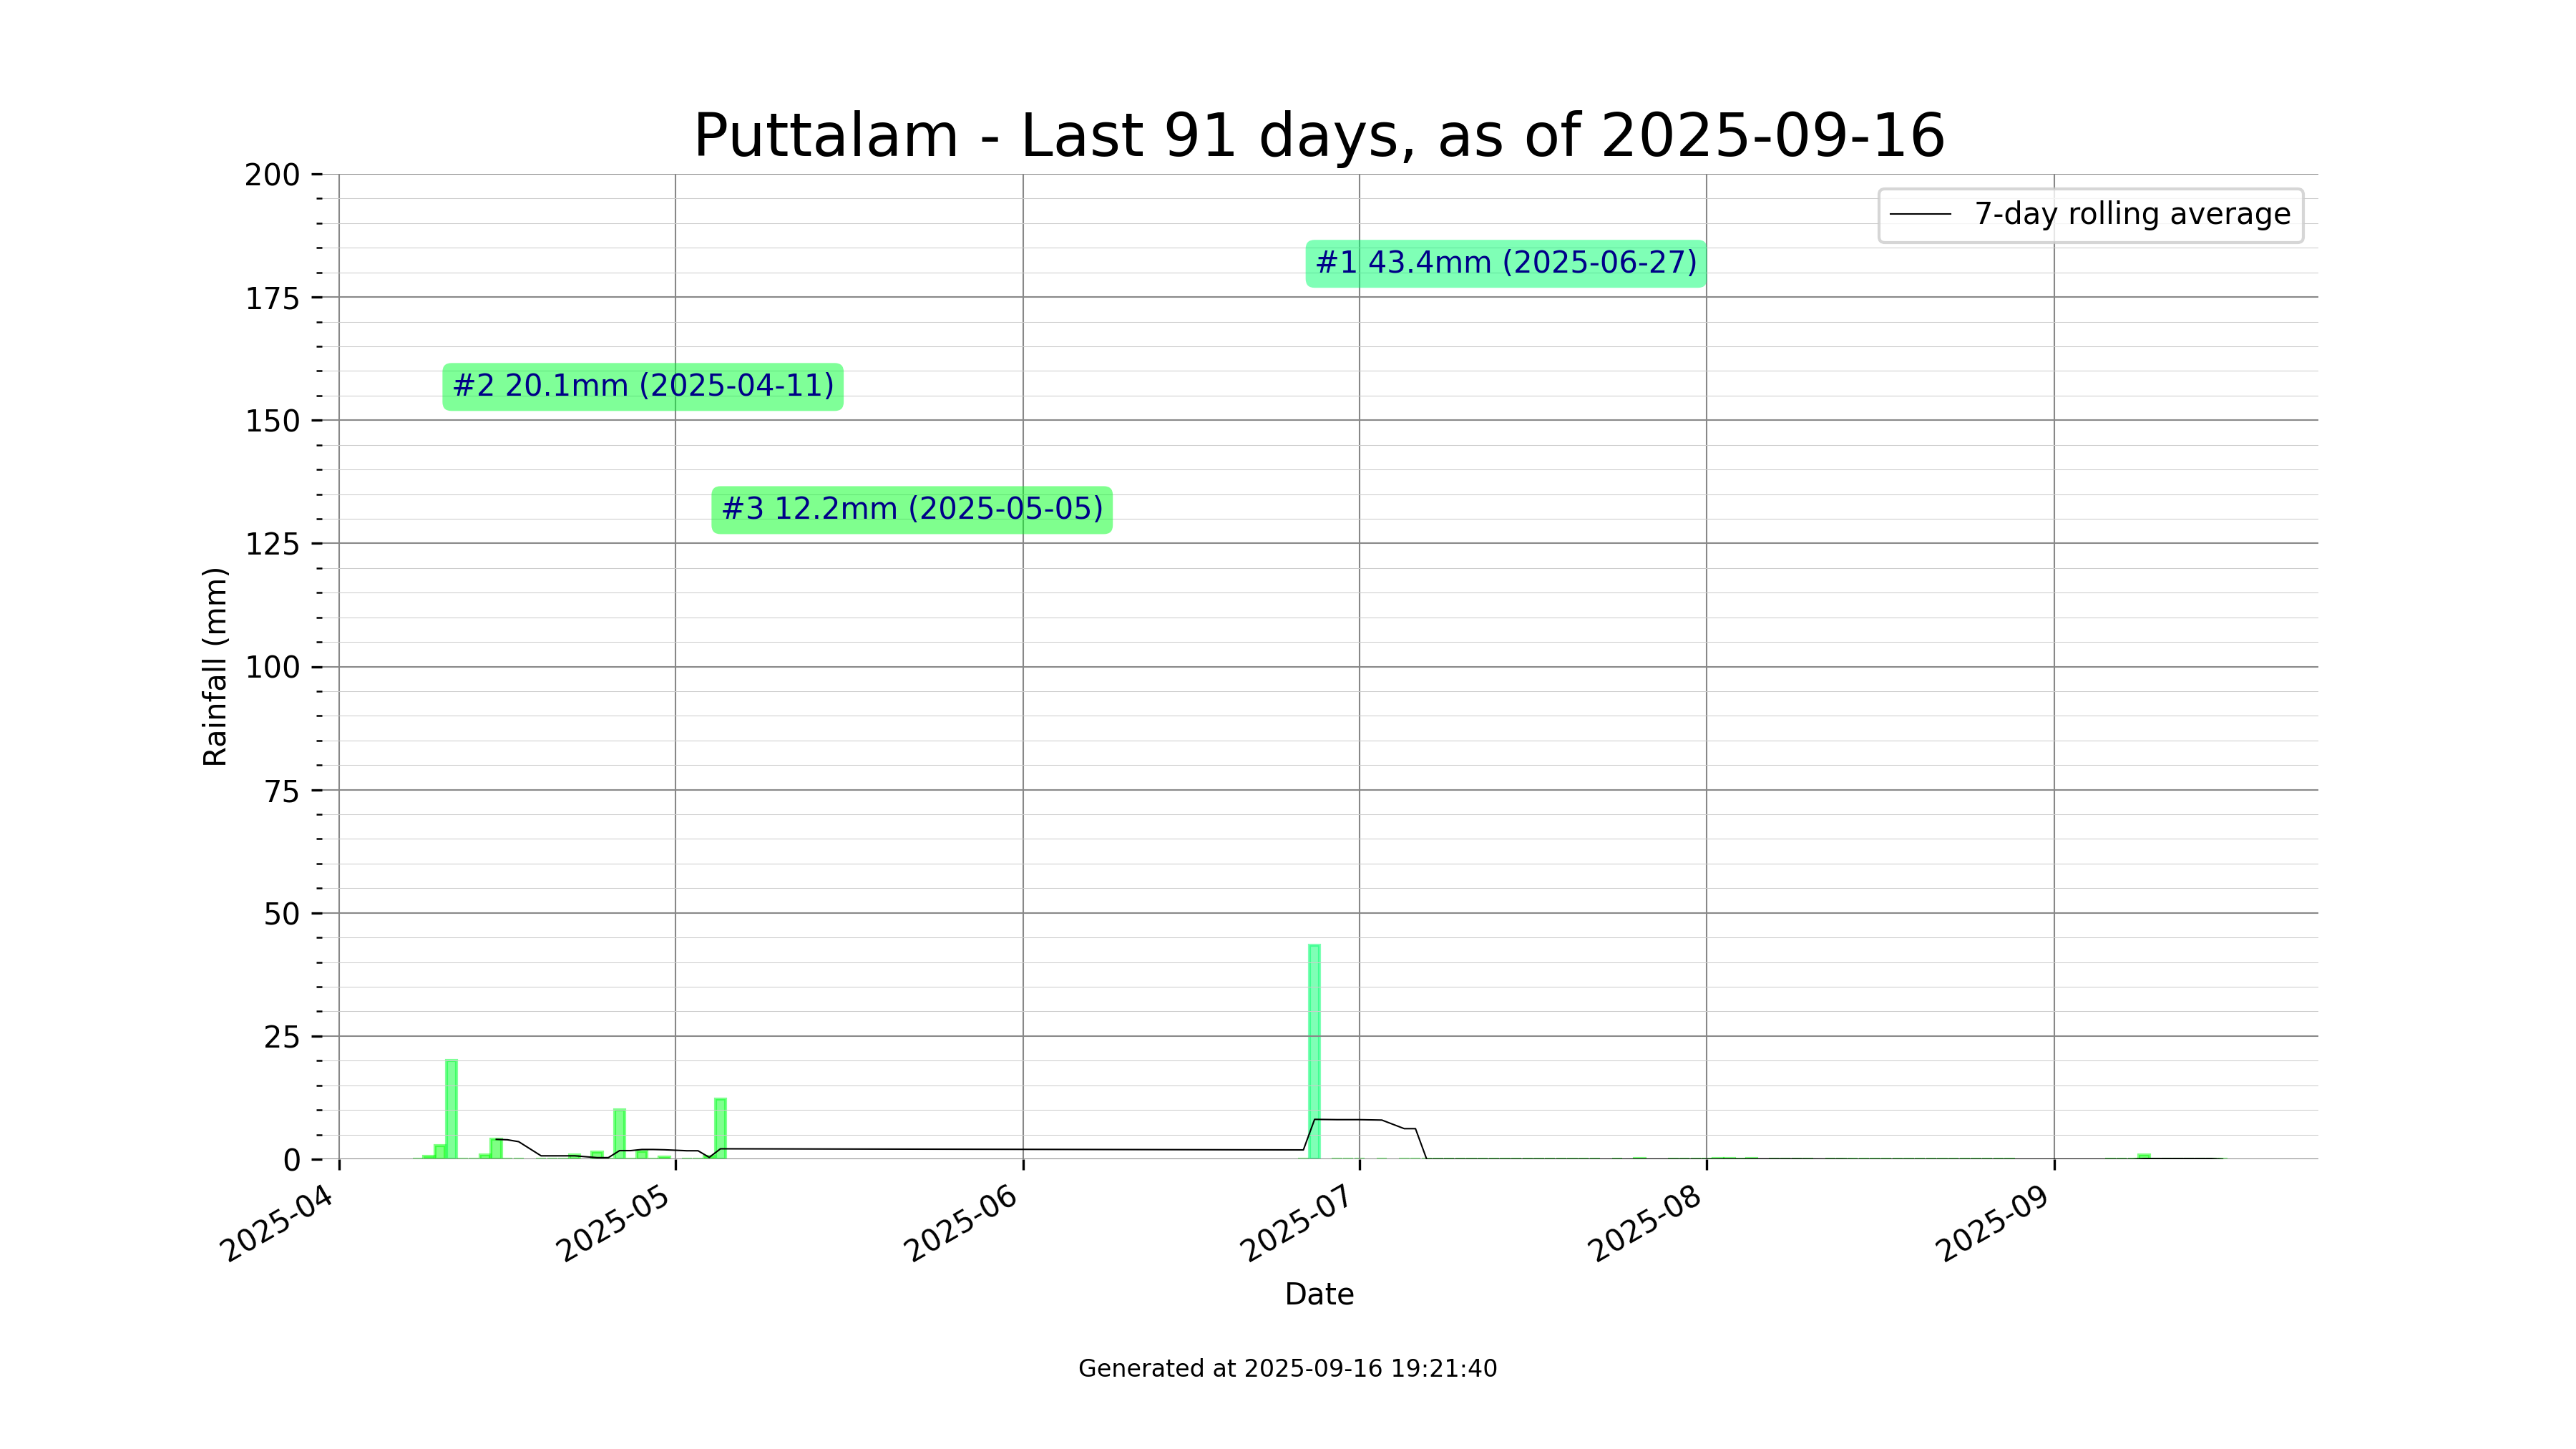 Puttalam - Last 91 days, as of 2025-09-16
200
175
150
125
100
75
50
25
0
Rainfall (mm)
7-day rolling average
#1 43.4mm (2025-06-27)
#2 20.1mm (2025-04-11)
#3 12.2mm (2025-05-05)
2025-04
2025-05
2025-06
2025-07
2025-08
2025-09
Date
Generated at 2025-09-16 19:21:40